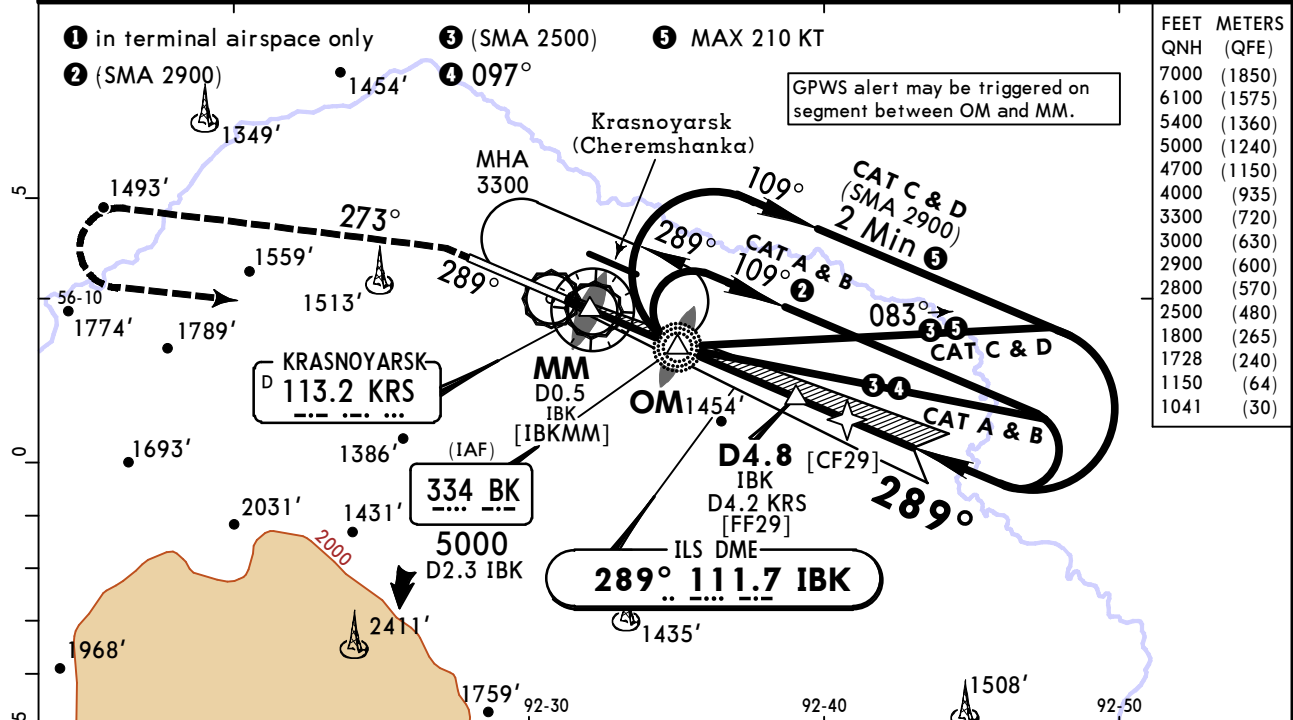 ❶ in terminal airspace only
❷ (SMA 2900)
❸ (SMA 2500)
❹ 097°
❺ MAX 210 KT
GPWS alert may be triggered on
segment between OM and MM.
FEET METERS
QNH (QFE)
7000 (1850)
6100 (1575)
5400 (1360)
5000 (1240)
4700 (1150)
4000 (935)
3300 (720)
3000 (630)
2900 (600)
2800 (570)
2500 (480)
1800 (265)
1728 (240)
1150 (64)
1041 (30)
1454'
1349'
Krasnoyarsk
(Cheremshanka)
MHA
3300
5
1493'
273°
289°
109°
CAT C & D
(SMA 2900)
2 Min ❺
289°
CAT A & B
109° ❷
083°
❸ ❺
CAT C & D
❸ ❹
CAT A & B
1559'
1513'
56-10
1774'
1789'
KRASNOYARSK
D 113.2 KRS
MM
D0.5
IBK
[IBKMM]
OM
1454'
D4.8
IBK
D4.2 KRS
[FF29]
[CF29]
289°
0
1693'
1386'
(IAF)
334 BK
5000
D2.3 IBK
2031'
1431'
2000
ILS DME
289° 111.7 IBK
2411'
1435'
1968'
1759'
1508'
5
92-30
92-40
92-50